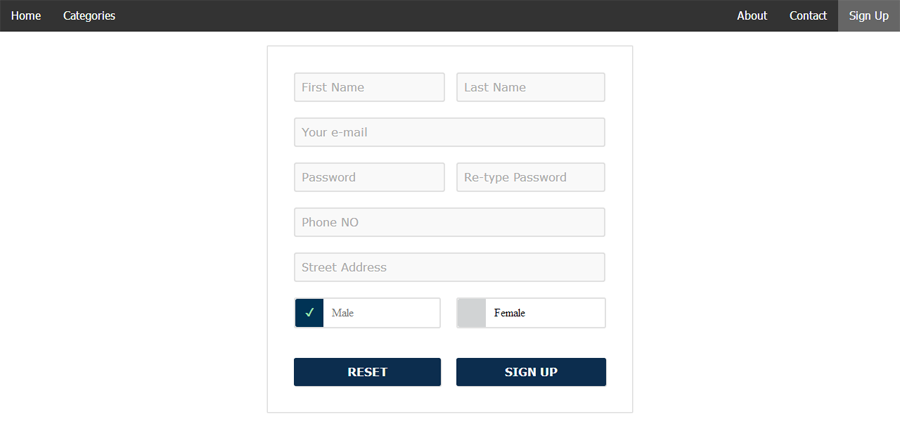 Home Categories About Contact Sign Up
First Name Last Name
Your e-mail
Password Re-type Password
Phone NO
Street Address
✓ Male Female
RESET SIGN UP